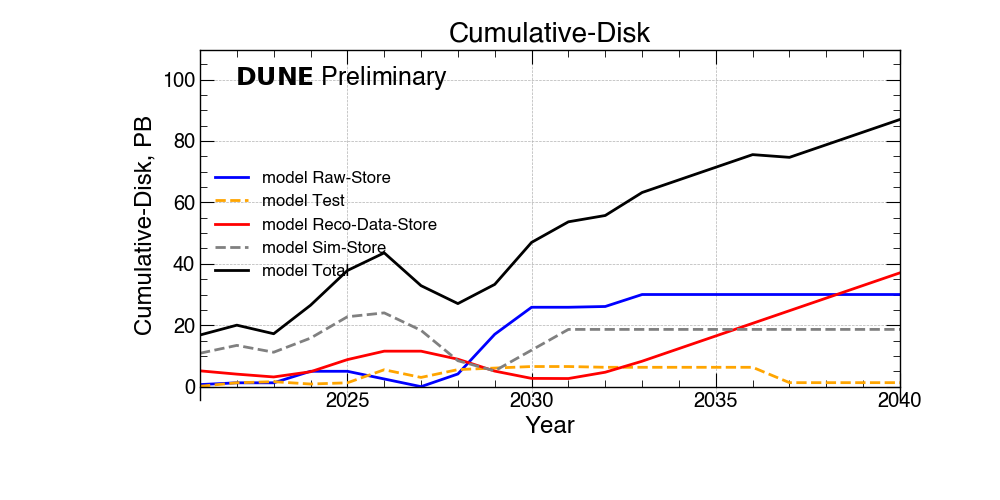 Cumulative-Disk
DUNE Preliminary
Cumulative-Disk, PB
100
80
60
40
20
0
model Raw-Store
model Test
model Reco-Data-Store
model Sim-Store
model Total
2025 2030 2035 2040
Year